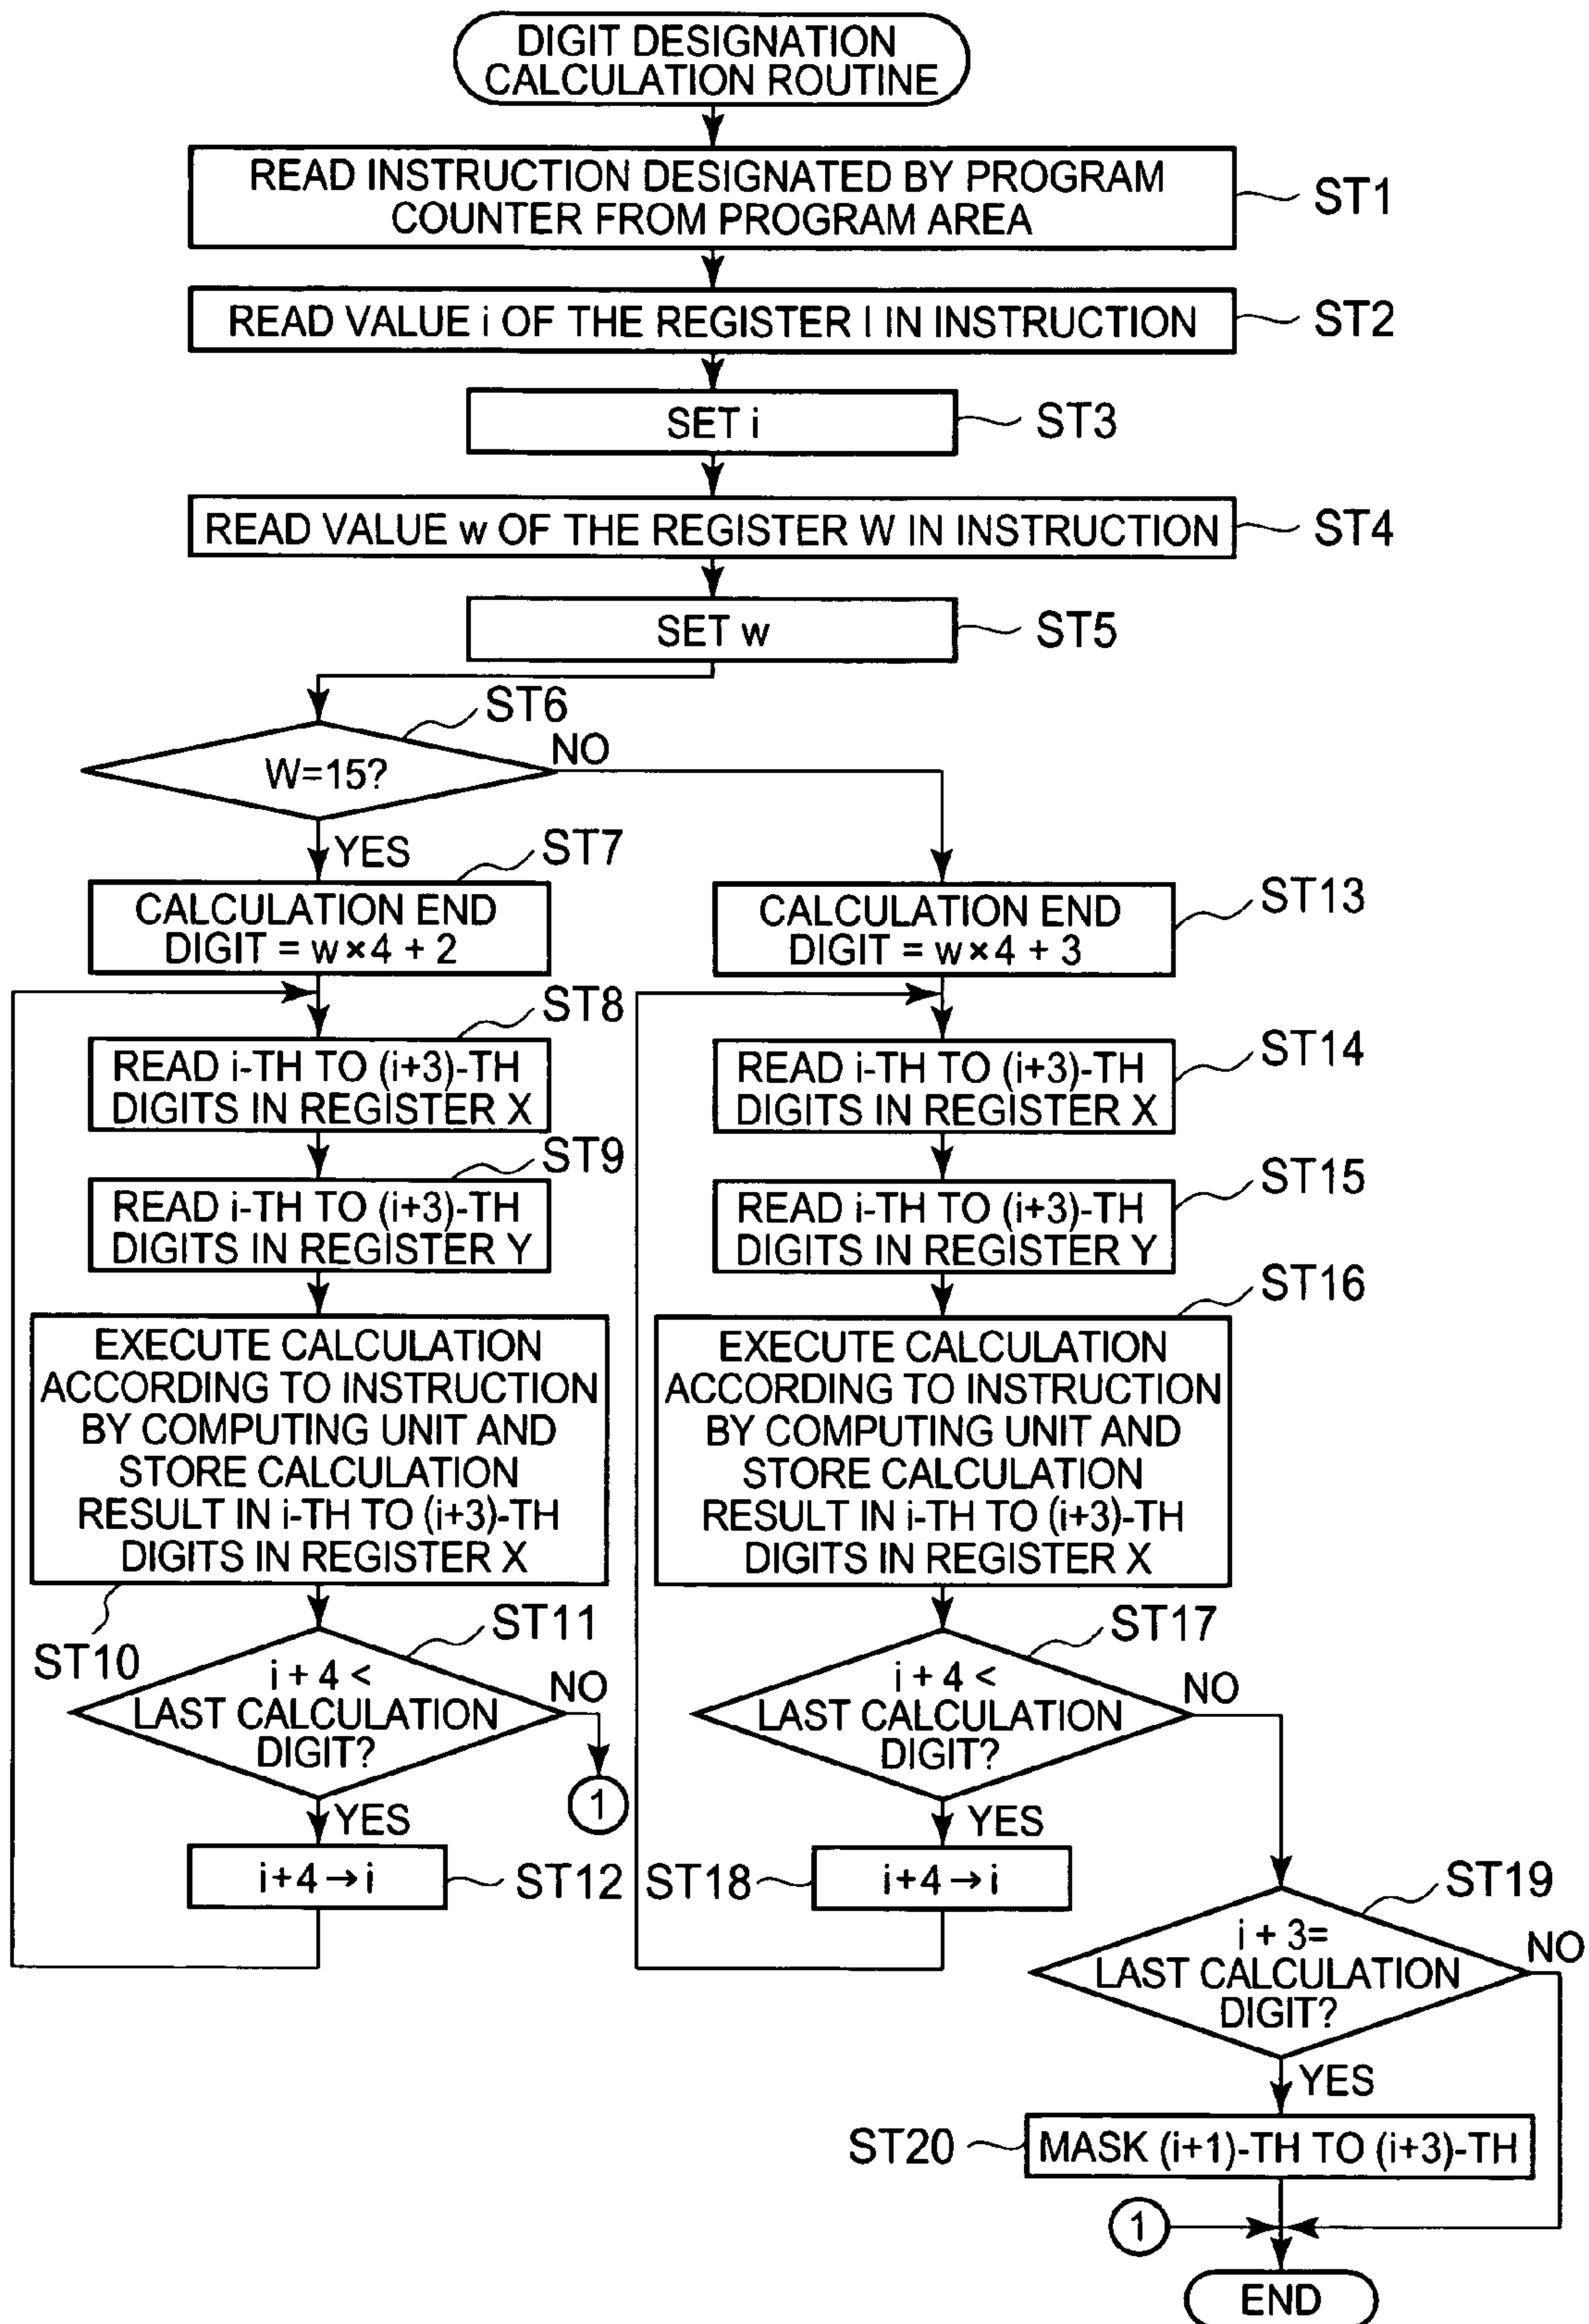 DIGIT DESIGNATION
CALCULATION ROUTINE
READ INSTRUCTION DESIGNATED BY PROGRAM
COUNTER FROM PROGRAM AREA
ST1
READ VALUE i OF THE REGISTER I IN INSTRUCTION
ST2
SET i
ST3
READ VALUE w OF THE REGISTER W IN INSTRUCTION
ST4
SET w
ST5
ST6
W=15?
NO
YES
ST7
CALCULATION END
DIGIT = w×4 + 2
ST8
READ i-TH TO (i+3)-TH
DIGITS IN REGISTER X
ST9
READ i-TH TO (i+3)-TH
DIGITS IN REGISTER Y
EXECUTE CALCULATION
ACCORDING TO INSTRUCTION
BY COMPUTING UNIT AND
STORE CALCULATION
RESULT IN i-TH TO (i+3)-TH
DIGITS IN REGISTER X
ST10
ST11
i + 4 <
LAST CALCULATION
DIGIT?
NO
1
YES
i+4→i
ST12
ST13
CALCULATION END
DIGIT = w×4 + 3
ST14
READ i-TH TO (i+3)-TH
DIGITS IN REGISTER X
ST15
READ i-TH TO (i+3)-TH
DIGITS IN REGISTER Y
ST16
EXECUTE CALCULATION
ACCORDING TO INSTRUCTION
BY COMPUTING UNIT AND
STORE CALCULATION
RESULT IN i-TH TO (i+3)-TH
DIGITS IN REGISTER X
ST17
i + 4 <
LAST CALCULATION
DIGIT?
NO
YES
ST18
i+4→i
ST19
i + 3=
LAST CALCULATION
DIGIT?
NO
YES
ST20
MASK (i+1)-TH TO (i+3)-TH
1
END